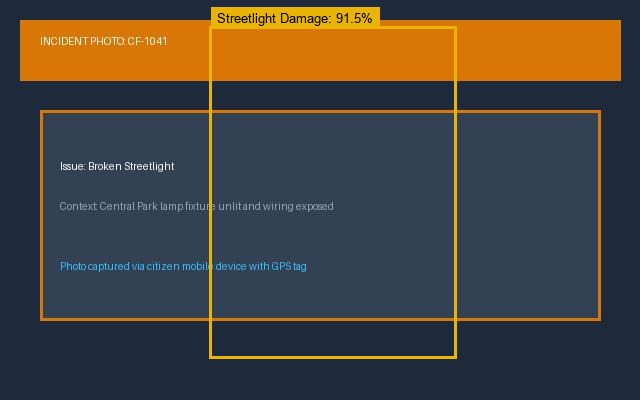 Streetlight Damage: 91.5%
INCIDENT PHOTO: CF-1041
Issue: Broken Streetlight
Context: Central Park lamp fixture unlit and wiring exposed
Photo captured via citizen mobile device with GPS tag